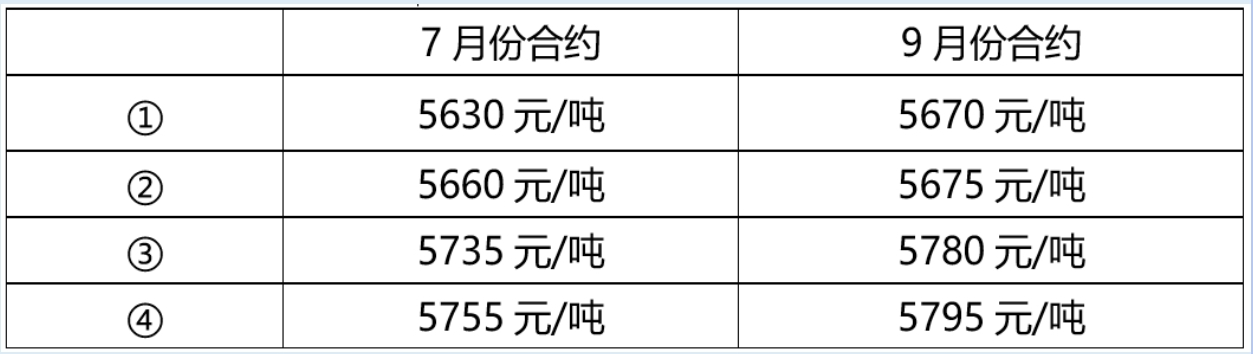 7 月份合约 9 月份合约
① 5630 元/吨 5670 元/吨
② 5660 元/吨 5675 元/吨
③ 5735 元/吨 5780 元/吨
④ 5755 元/吨 5795 元/吨